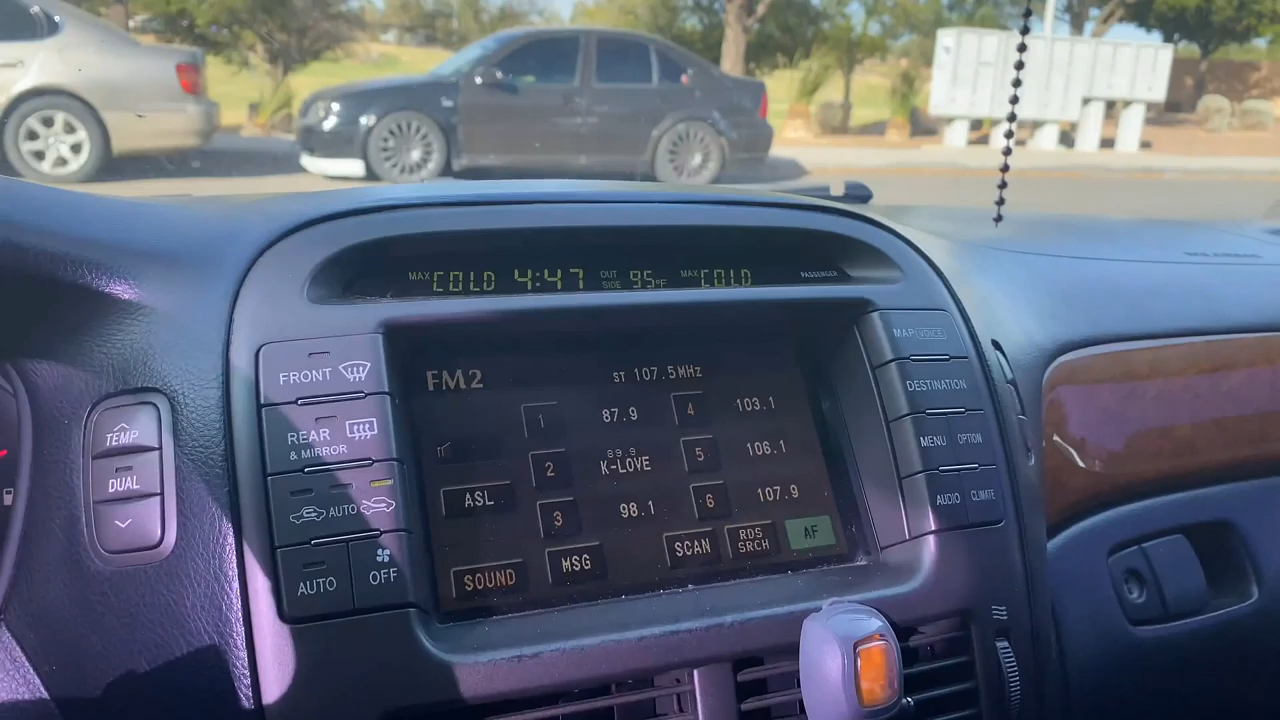 MAX COLD 4:47 OUT SIDE 95°F MAX COLD PASSENGER
FRONT
REAR
& MIRROR
AUTO
AUTO
OFF
TEMP
DUAL
FM2
ST 107.5MHz
1 87.9 4 103.1
2 89.9 K-LOVE 5 106.1
3 98.1 6 107.9
ASL
SOUND
MSG
SCAN
RDS
SRCH
AF
MAP VOICE
DESTINATION
MENU OPTION
AUDIO CLIMATE